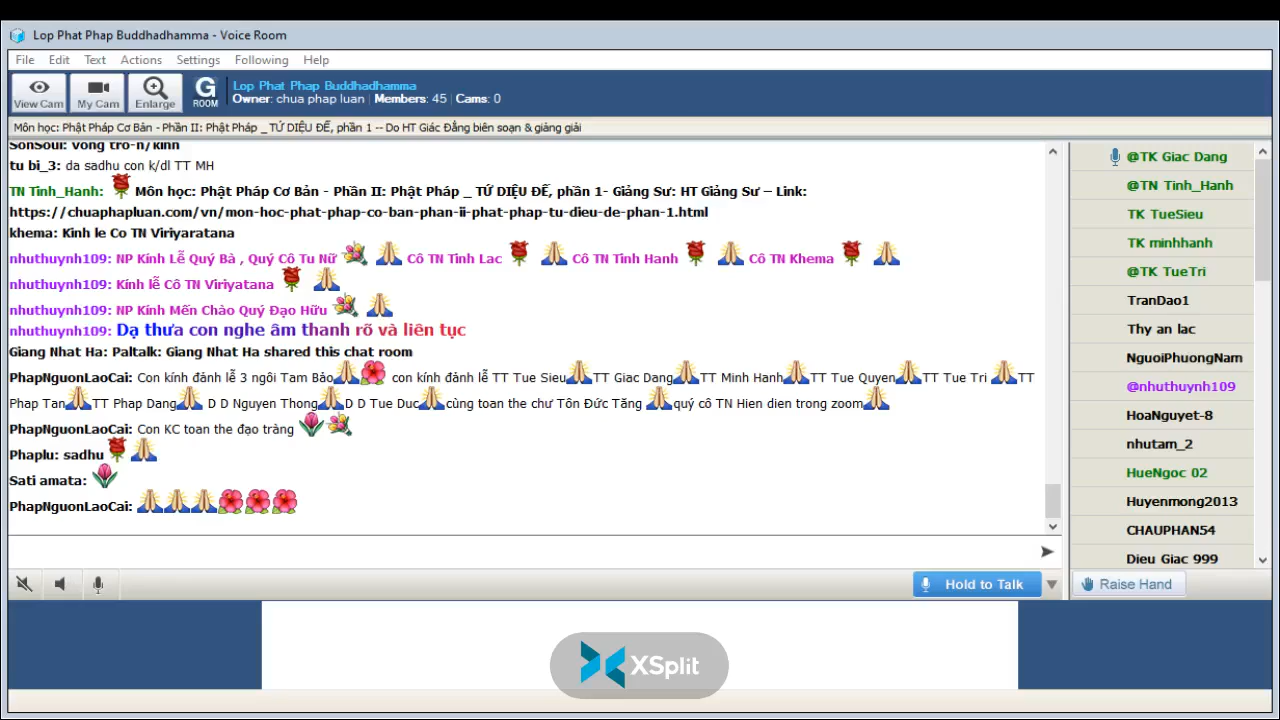 Lop Phat Phap Buddhadhamma - Voice Room
File Edit Text Actions Settings Following Help
View Cam My Cam Enlarge G ROOM
Lop Phat Phap Buddhadhamma
Owner: chua phap luan | Members: 45 | Cams: 0
Môn học: Phật Pháp Cơ Bản - Phần II: Phật Pháp _ TỨ DIỆU ĐẾ, phần 1 -- Do HT Giác Đẳng biên soạn & giảng giải
SonSoui: vong tro-n/kinh
tu bi_3: da sadhu con k/dl TT MH
TN Tinh_Hanh: Môn học: Phật Pháp Cơ Bản - Phần II: Phật Pháp _ TỨ DIỆU ĐẾ, phần 1- Giảng Sư: HT Giảng Sư – Link:
https://chuaphapluan.com/vn/mon-hoc-phat-phap-co-ban-phan-ii-phat-phap-tu-dieu-de-phan-1.html
khema: Kinh le Co TN Viriyaratana
nhuthuynh109: NP Kính Lễ Quý Bà , Quý Cô Tu Nữ Cô TN Tinh Lac Cô TN Tinh Hanh Cô TN Khema
nhuthuynh109: Kính lễ Cô TN Viriyatana
nhuthuynh109: NP Kính Mến Chào Quý Đạo Hữu
nhuthuynh109: Dạ thưa con nghe âm thanh rõ và liên tục
Giang Nhat Ha: Paltalk: Giang Nhat Ha shared this chat room
PhapNguonLaoCai: Con kính đảnh lễ 3 ngôi Tam Bảo con kính đảnh lễ TT Tue Sieu TT Giac Dang TT Minh Hanh TT Tue Quyen TT Tue Tri TT
Phap Tan TT Phap Dang D D Nguyen Thong D D Tue Duc cùng toan the chư Tôn Đức Tăng quý cô TN Hien dien trong zoom
PhapNguonLaoCai: Con KC toan the đạo tràng
Phaplu: sadhu
Sati amata:
PhapNguonLaoCai:
@TK Giac Dang
@TN Tinh_Hanh
TK TueSieu
TK minhhanh
@TK TueTri
TranDao1
Thy an lac
NguoiPhuongNam
@nhuthuynh109
HoaNguyet-8
nhutam_2
HueNgoc 02
Huyenmong2013
CHAUPHAN54
Dieu Giac 999
Hold to Talk
Raise Hand
XSplit